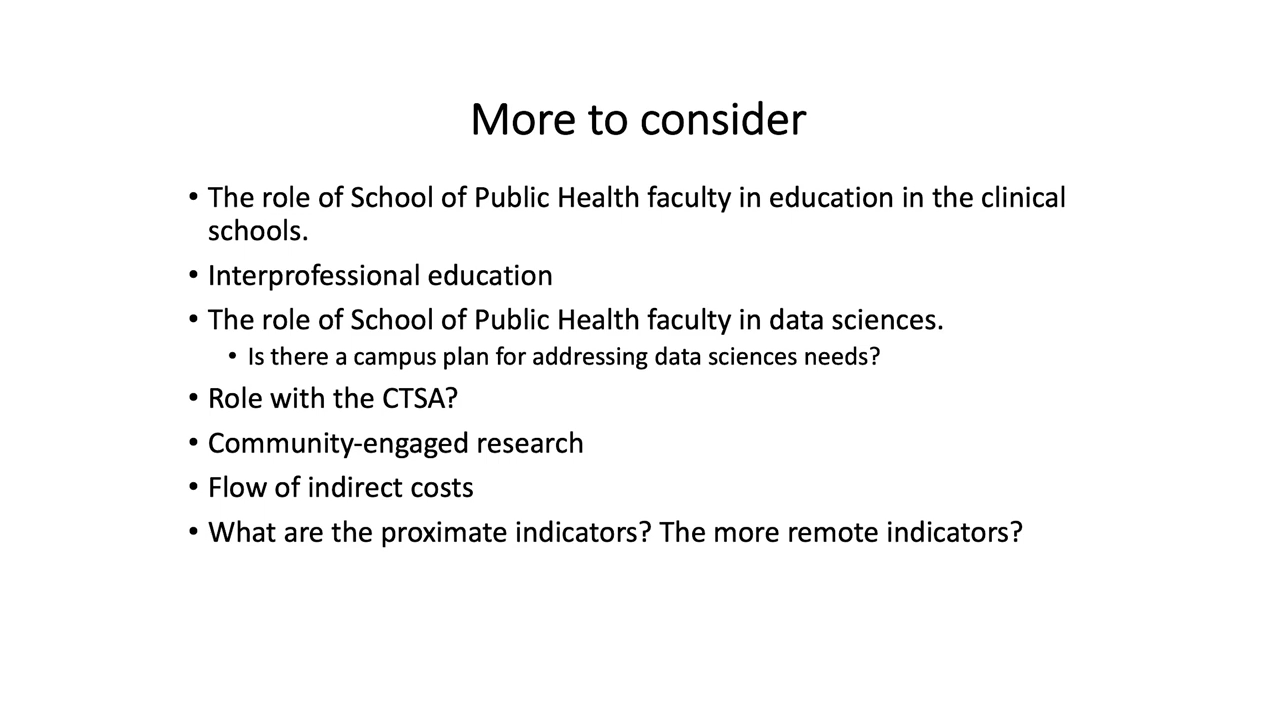 More to consider
• The role of School of Public Health faculty in education in the clinical
schools.
• Interprofessional education
• The role of School of Public Health faculty in data sciences.
• Is there a campus plan for addressing data sciences needs?
• Role with the CTSA?
• Community-engaged research
• Flow of indirect costs
• What are the proximate indicators? The more remote indicators?